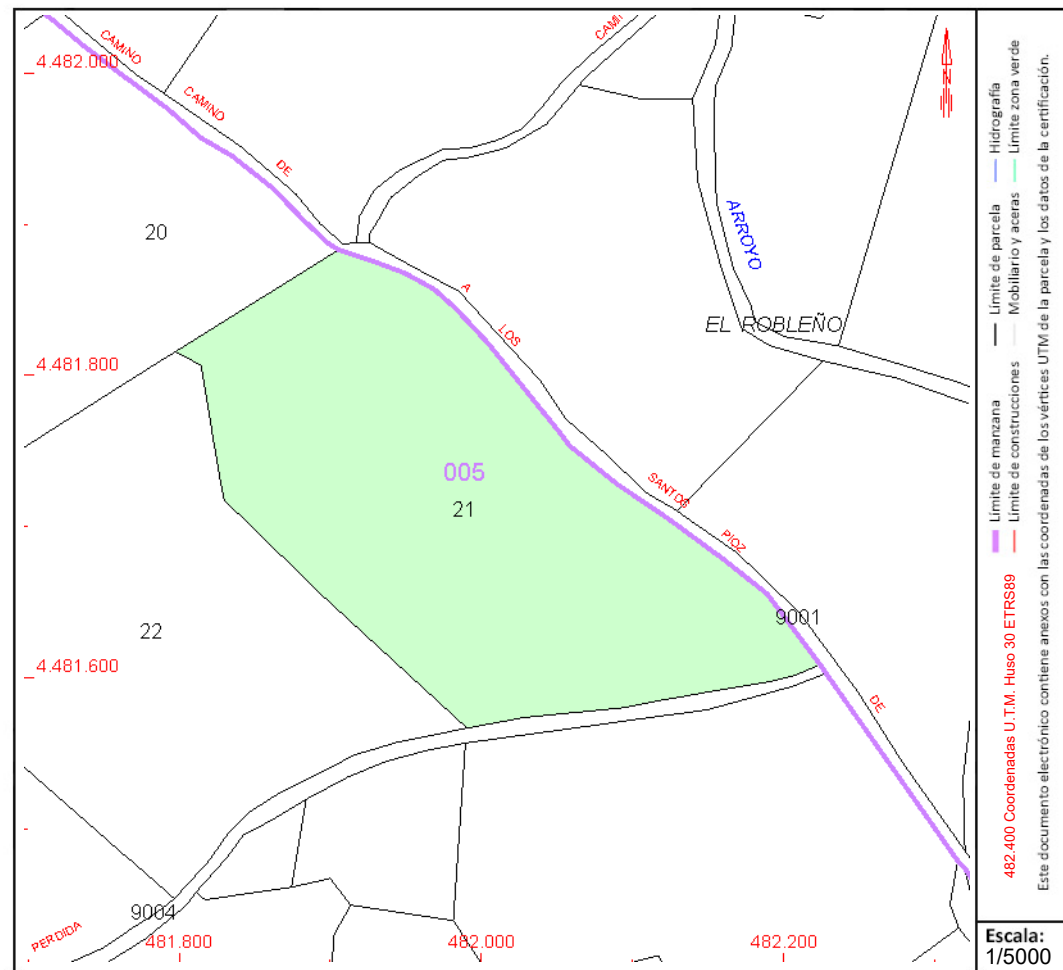 CAMINO
CAMI
4.482.000
CAMINO
DE
20
ARROYO
A
EL ROBLEÑO
LOS
4.481.800
005
SANTOS
21
PIOZ
9001
22
4.481.600
DE
9004
PERDIDA
481.800
482.000
482.200
N
Límite de manzana
Límite de parcela
Hidrografía
Límite de construcciones
Mobiliario y aceras
Límite zona verde
482.400 Coordenadas U.T.M. Huso 30 ETRS89
Este documento electrónico contiene anexos con las coordenadas de los vértices UTM de la parcela y los datos de la certificación.
Escala:
1/5000